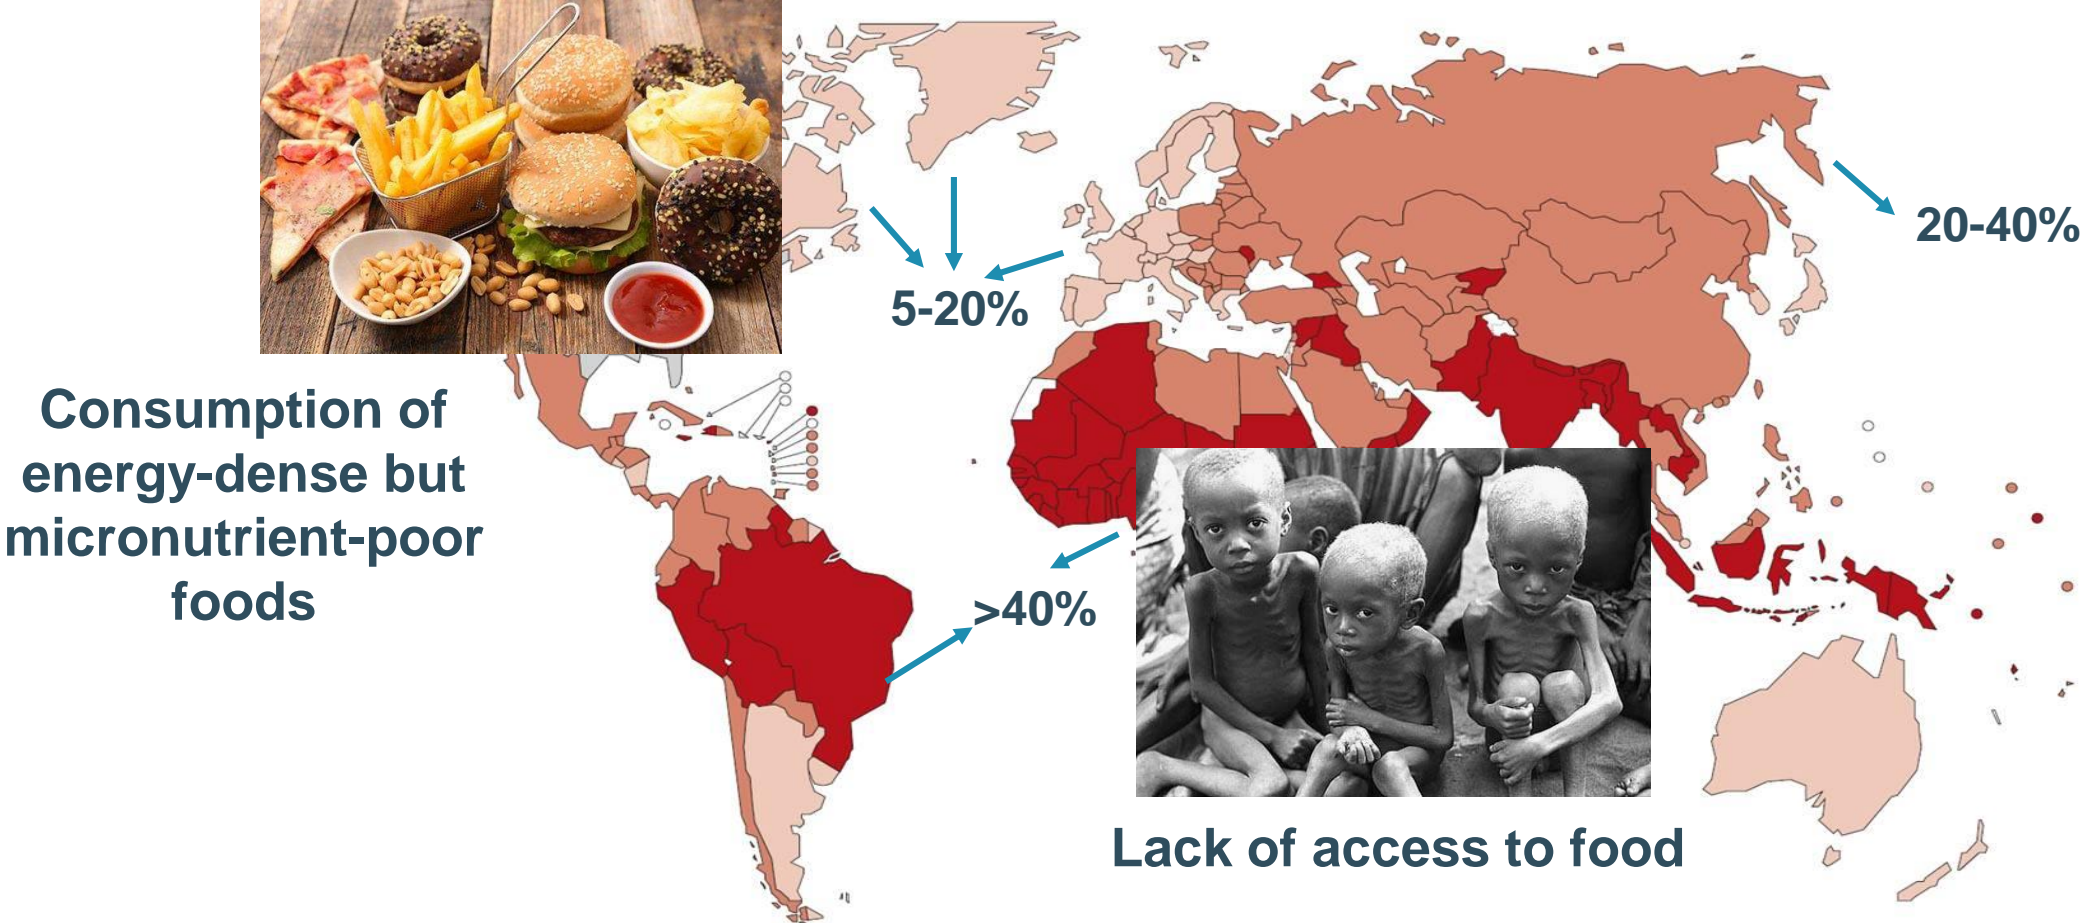 20-40%
5-20%
Consumption of
energy-dense but
micronutrient-poor
foods
>40%
Lack of access to food